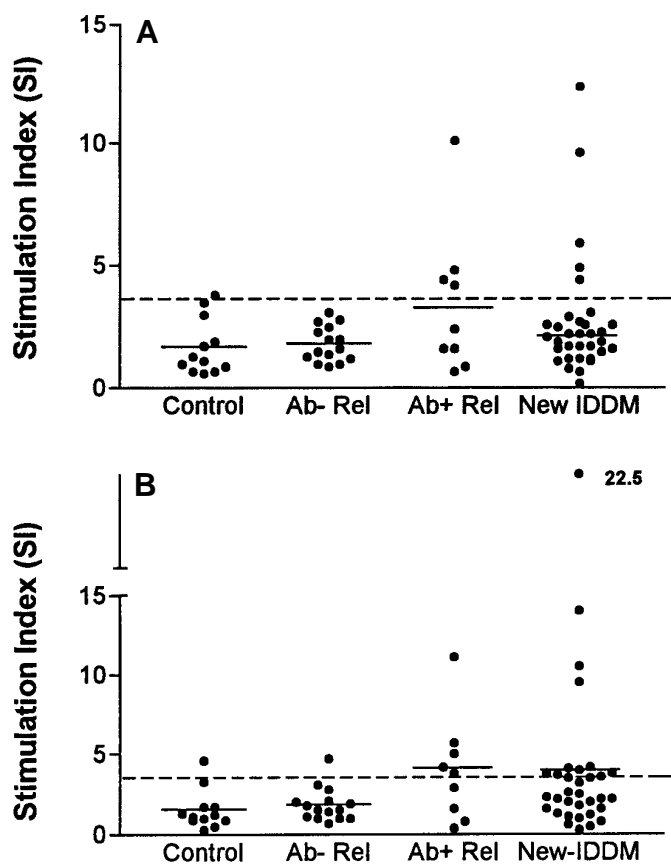 A
Stimulation Index (SI)
15
10
5
0
Control Ab- Rel Ab+ Rel New IDDM
B
22.5
Stimulation Index (SI)
15
10
5
0
Control Ab- Rel Ab+ Rel New-IDDM